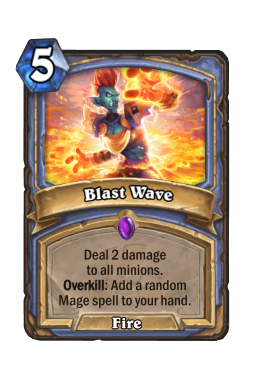 5
Blast Wave
Deal 2 damage
to all minions.
Overkill: Add a random
Mage spell to your hand.
Fire